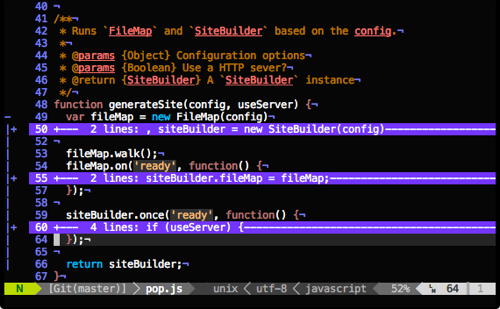 40 ¬
41 /**¬
42  * Runs `FileMap` and `SiteBuilder` based on the config.¬
43  *¬
44  * @params {Object} Configuration options¬
45  * @params {Boolean} Use a HTTP sever?¬
46  * @return {SiteBuilder} A `SiteBuilder` instance¬
47  */¬
48 function generateSite(config, useServer) {¬
- 49   var fileMap = new FileMap(config)¬
|+ 50 +---  2 lines: , siteBuilder = new SiteBuilder(config)
| 52 ¬
| 53   fileMap.walk();¬
| 54   fileMap.on('ready', function() {¬
|+ 55 +---  2 lines: siteBuilder.fileMap = fileMap;
| 57   });¬
| 58 ¬
| 59   siteBuilder.once('ready', function() {¬
|+ 60 +---  4 lines: if (useServer) {
| 64   });¬
| 65 ¬
| 66   return siteBuilder;¬
| 67 }¬
N [Git(master)] pop.js unix < utf-8 < javascript 52% LN 64 1